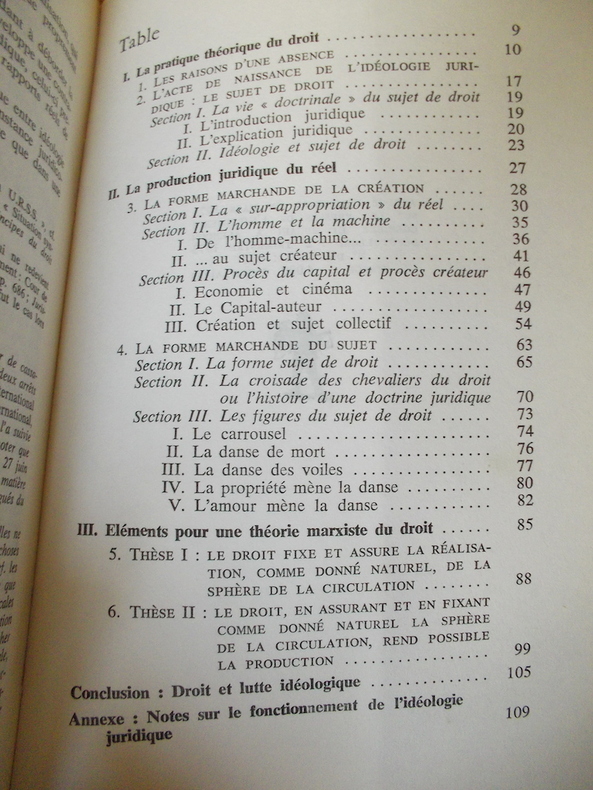 Table
I. La pratique théorique du droit .................. 9
1. LES RAISONS D'UNE ABSENCE .................. 10
2. L'ACTE DE NAISSANCE DE L'IDÉOLOGIE JURI-
DIQUE : LE SUJET DE DROIT .................. 17
Section I. La vie « doctrinale » du sujet de droit 19
I. L'introduction juridique .................. 19
II. L'explication juridique .................. 20
Section II. Idéologie et sujet de droit .......... 23
II. La production juridique du réel .................. 27
3. LA FORME MARCHANDE DE LA CRÉATION ...... 28
Section I. La « sur-appropriation » du réel .... 30
Section II. L'homme et la machine .......... 35
I. De l'homme-machine... .................. 36
II. ... au sujet créateur .................. 41
Section III. Procès du capital et procès créateur 46
I. Economie et cinéma .................. 47
II. Le Capital-auteur .................. 49
III. Création et sujet collectif .......... 54
4. LA FORME MARCHANDE DU SUJET .......... 63
Section I. La forme sujet de droit .......... 65
Section II. La croisade des chevaliers du droit
ou l'histoire d'une doctrine juridique 70
Section III. Les figures du sujet de droit ...... 73
I. Le carrousel .................. 74
II. La danse de mort .................. 76
III. La danse des voiles .................. 77
IV. La propriété mène la danse .......... 80
V. L'amour mène la danse .......... 82
III. Eléments pour une théorie marxiste du droit ...... 85
5. THÈSE I : LE DROIT FIXE ET ASSURE LA RÉALISA-
TION, COMME DONNÉ NATUREL, DE LA
SPHÈRE DE LA CIRCULATION ........ 88
6. THÈSE II : LE DROIT, EN ASSURANT ET EN FIXANT
COMME DONNÉ NATUREL LA SPHÈRE
DE LA CIRCULATION, REND POSSIBLE
LA PRODUCTION .................. 99
Conclusion : Droit et lutte idéologique .............. 105
Annexe : Notes sur le fonctionnement de l'idéologie
juridique 109